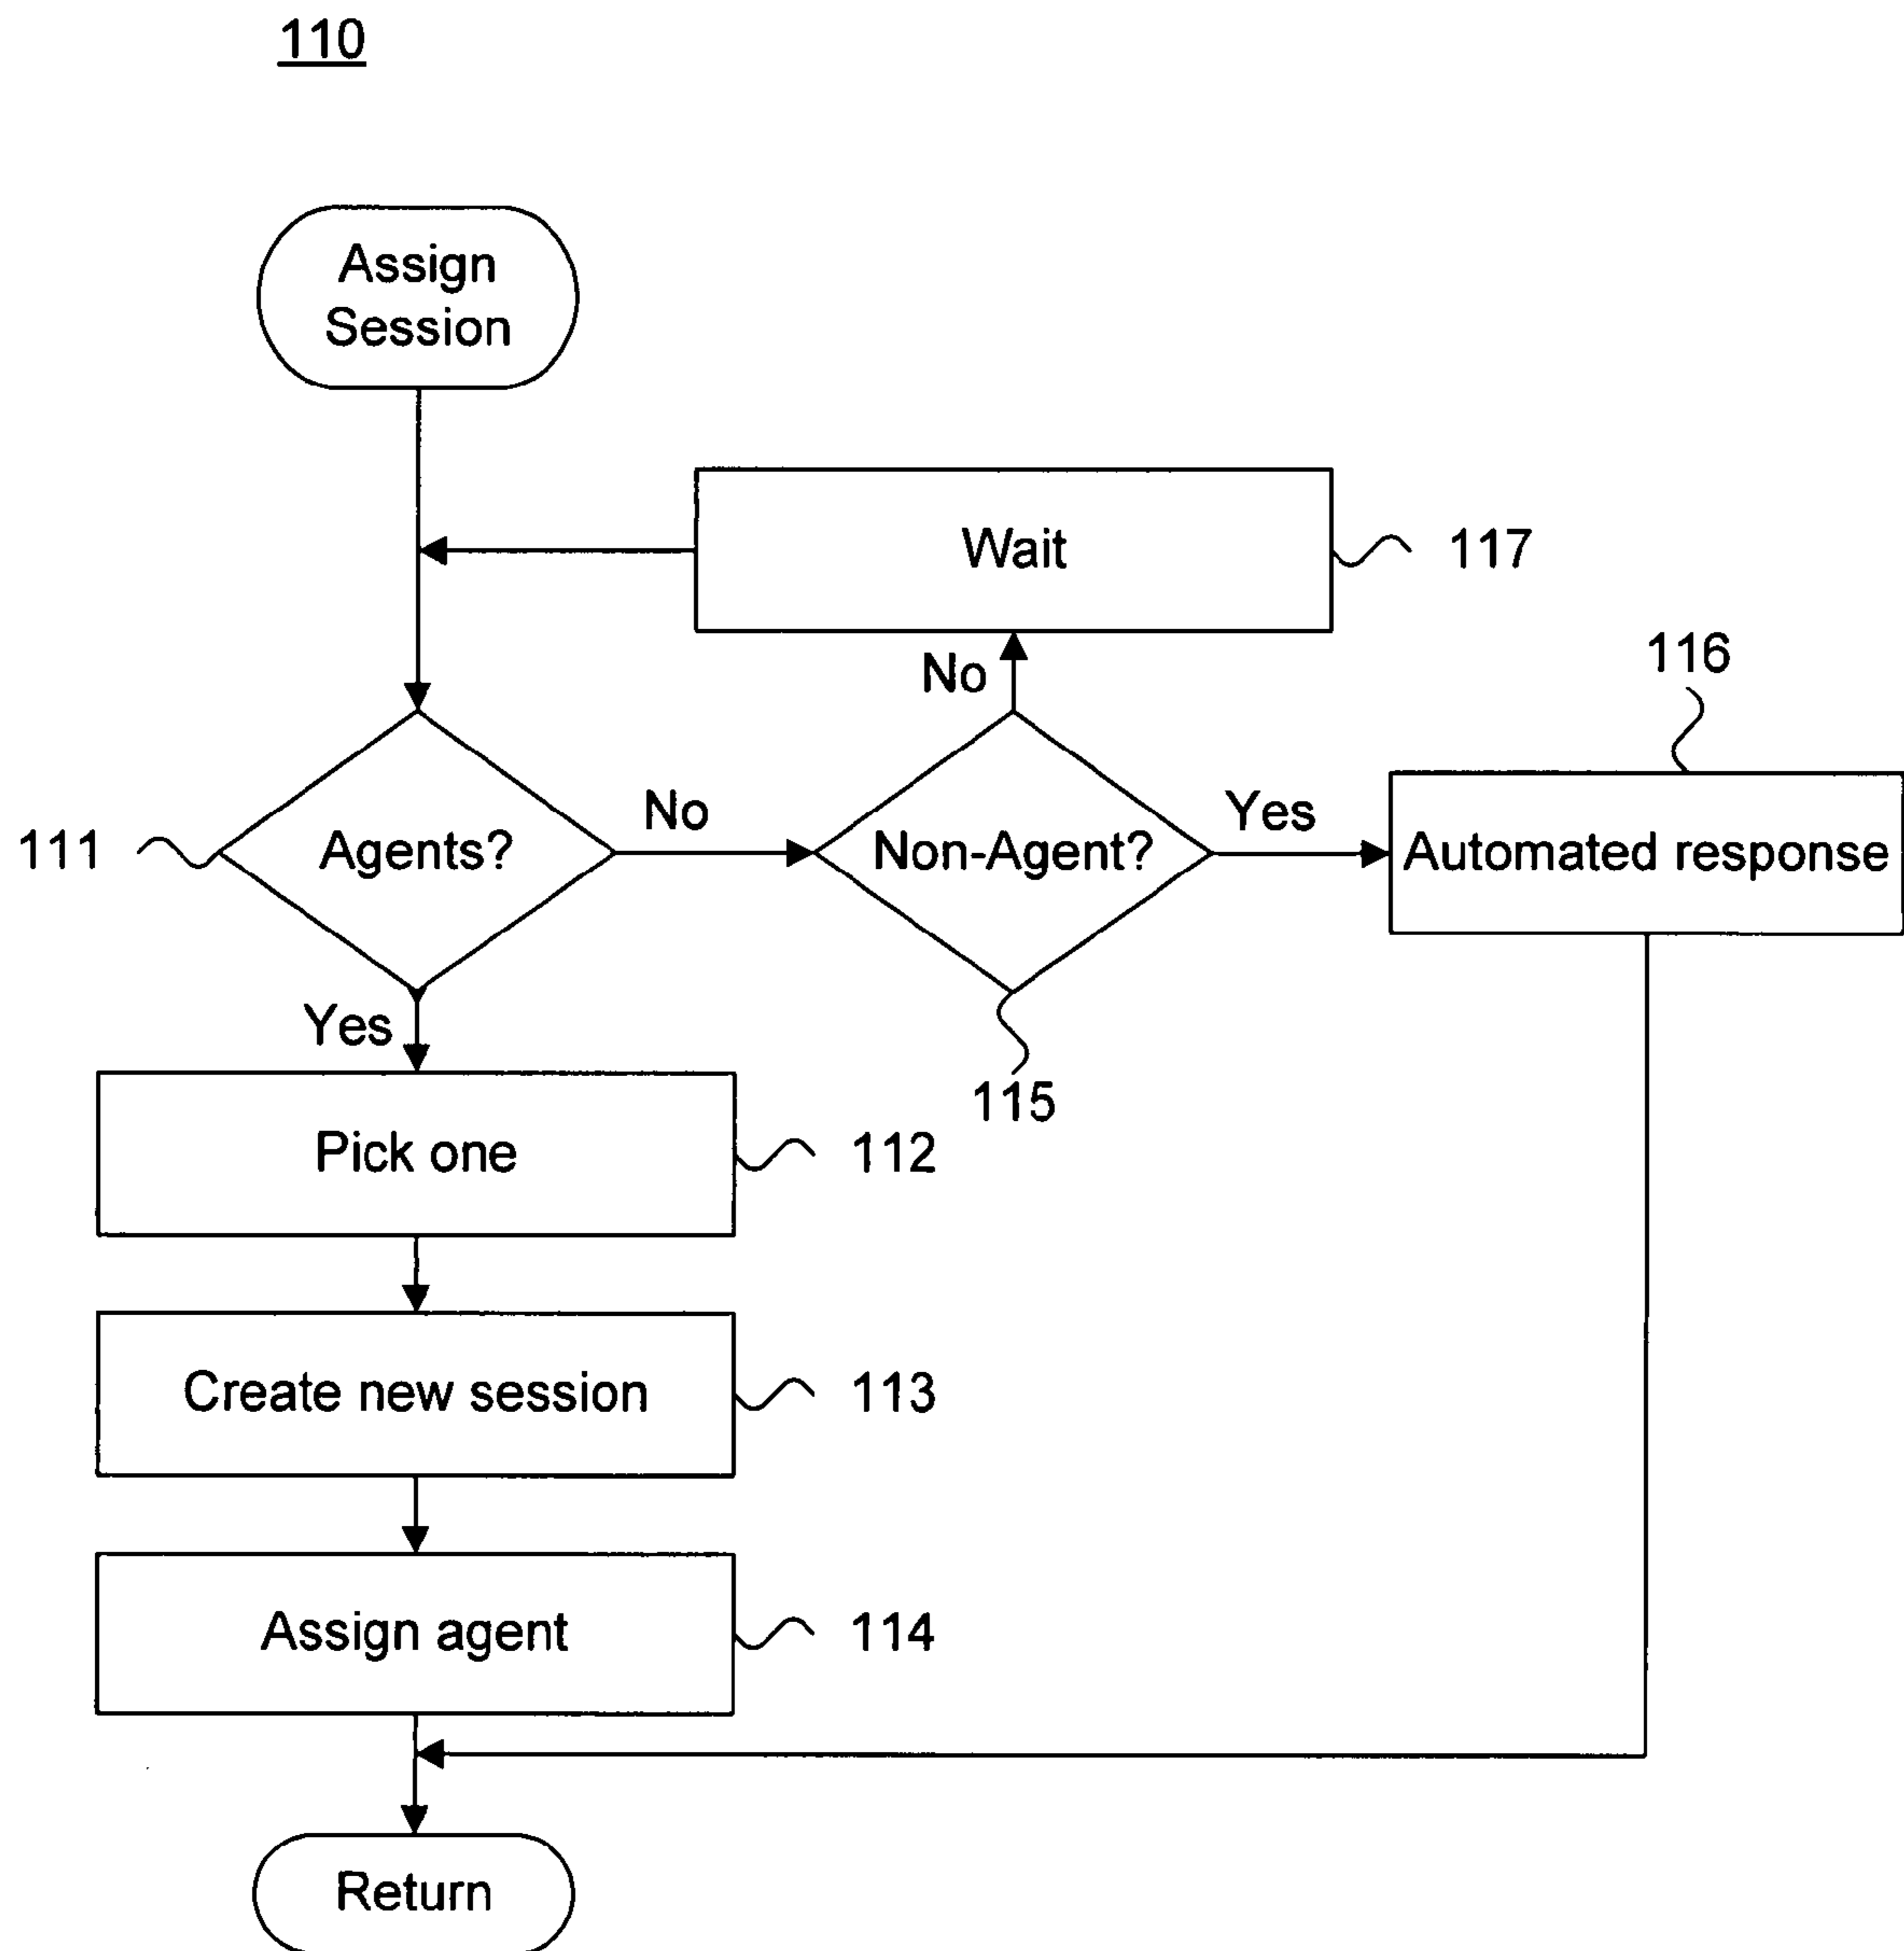 110
Assign
Session
Wait
117
No
116
111
Agents?
No
Non-Agent?
Yes
Automated response
Yes
115
Pick one
112
Create new session
113
Assign agent
114
Return